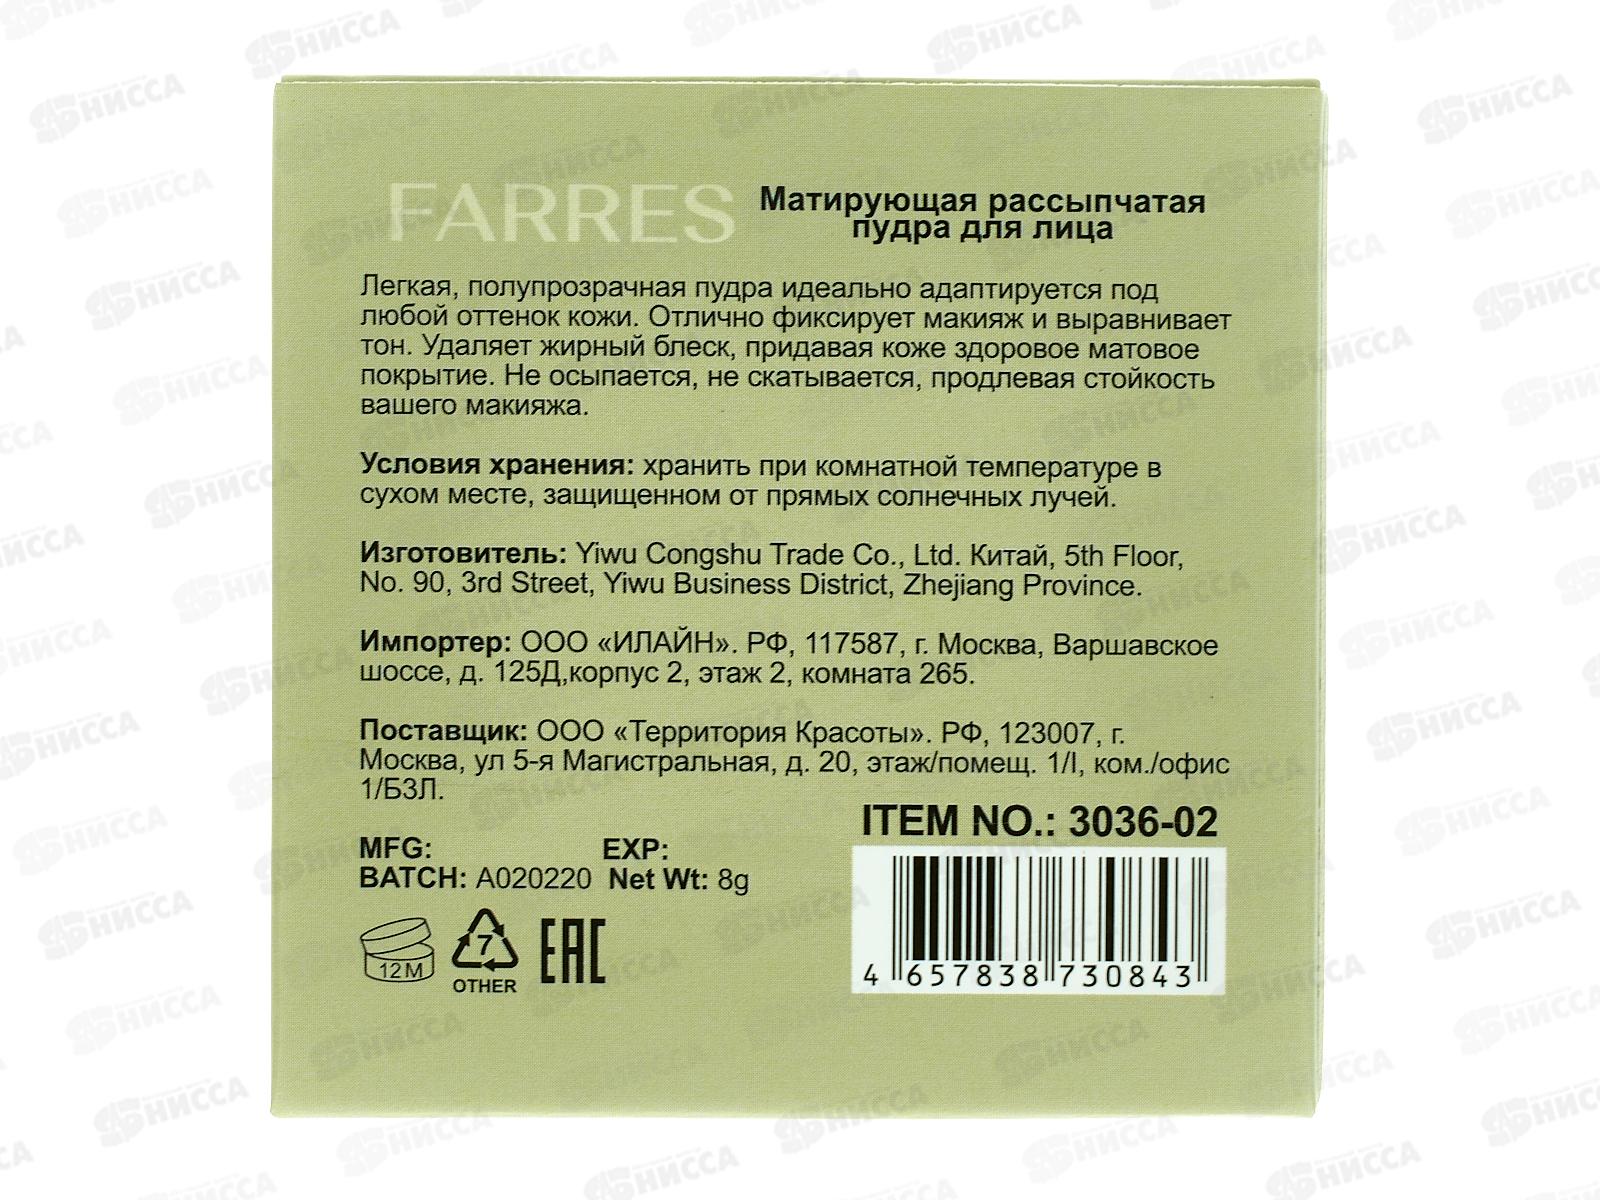 FARRES
Матирующая рассыпчатая
пудра для лица
Легкая, полупрозрачная пудра идеально адаптируется под
любой оттенок кожи. Отлично фиксирует макияж и выравнивает
тон. Удаляет жирный блеск, придавая коже здоровое матовое
покрытие. Не осыпается, не скатывается, продлевая стойкость
вашего макияжа.
Условия хранения: хранить при комнатной температуре в
сухом месте, защищенном от прямых солнечных лучей.
Изготовитель: Yiwu Congshu Trade Co., Ltd. Китай, 5th Floor,
No. 90, 3rd Street, Yiwu Business District, Zhejiang Province.
Импортер: ООО «ИЛАЙН». РФ, 117587, г. Москва, Варшавское
шоссе, д. 125Д,корпус 2, этаж 2, комната 265.
Поставщик: ООО «Территория Красоты». РФ, 123007, г.
Москва, ул 5-я Магистральная, д. 20, этаж/помещ. 1/I, ком./офис
1/Б3Л.
ITEM NO.: 3036-02
MFG: EXP:
BATCH: A020220 Net Wt: 8g
12M
7
OTHER
EAC
4 657838 730843
НИССА